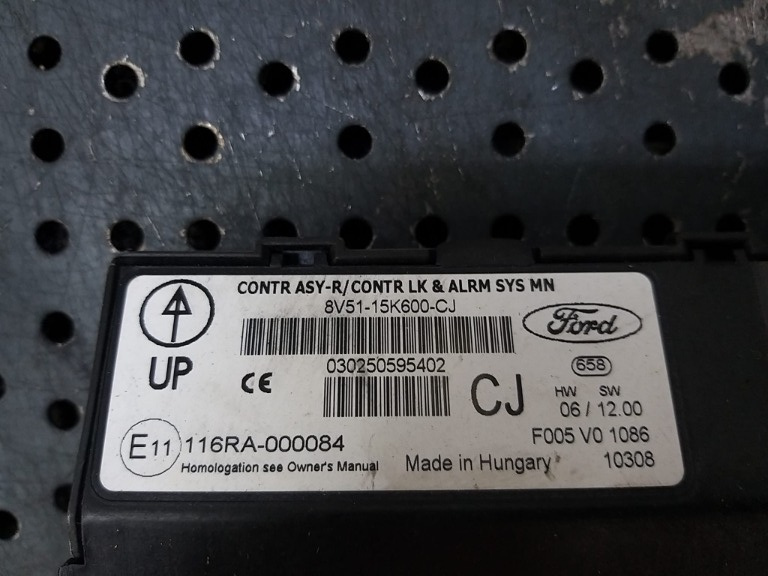 CONTR ASY-R/CONTR LK & ALRM SYS MN
8V51-15K600-CJ
Ford
UP
CE
030250595402
CJ
658
HW SW
06 / 12.00
E11 116RA-000084
F005 V0 1086
Homologation see Owner's Manual
Made in Hungary
10308